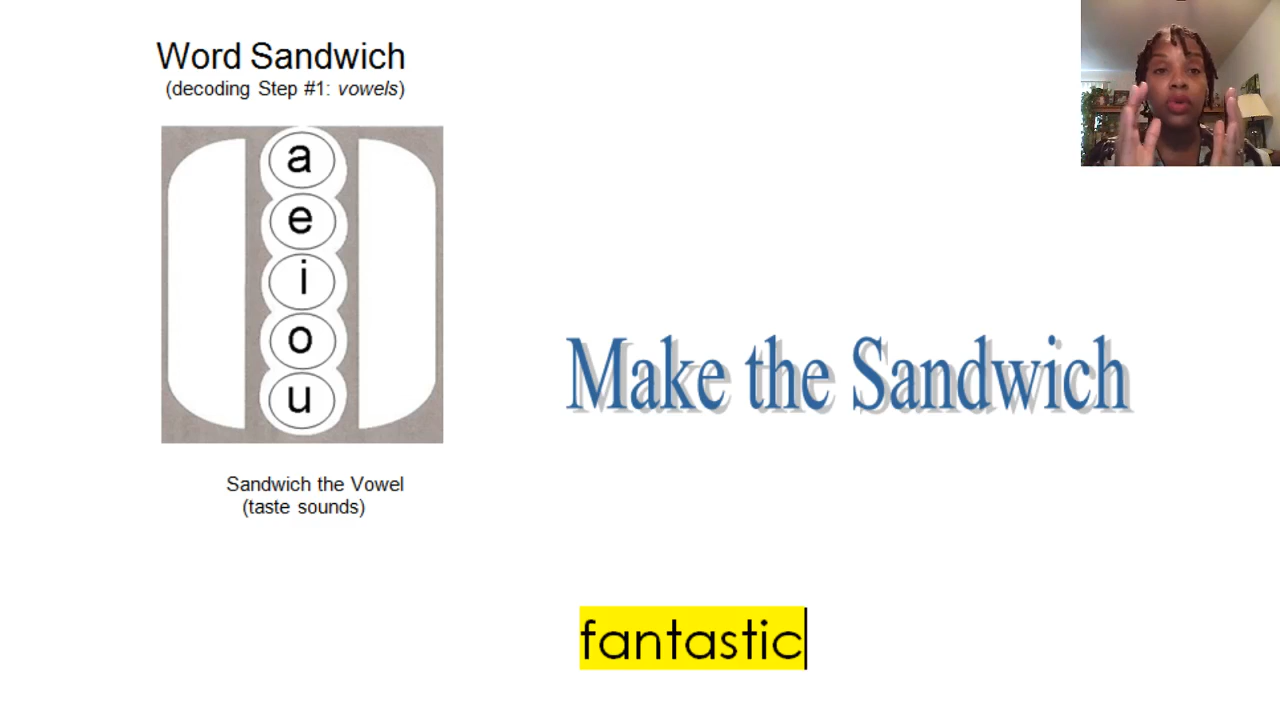 Word Sandwich
(decoding Step #1: vowels)
a
e
i
o
u
Sandwich the Vowel
(taste sounds)
Make the Sandwich
fantastic